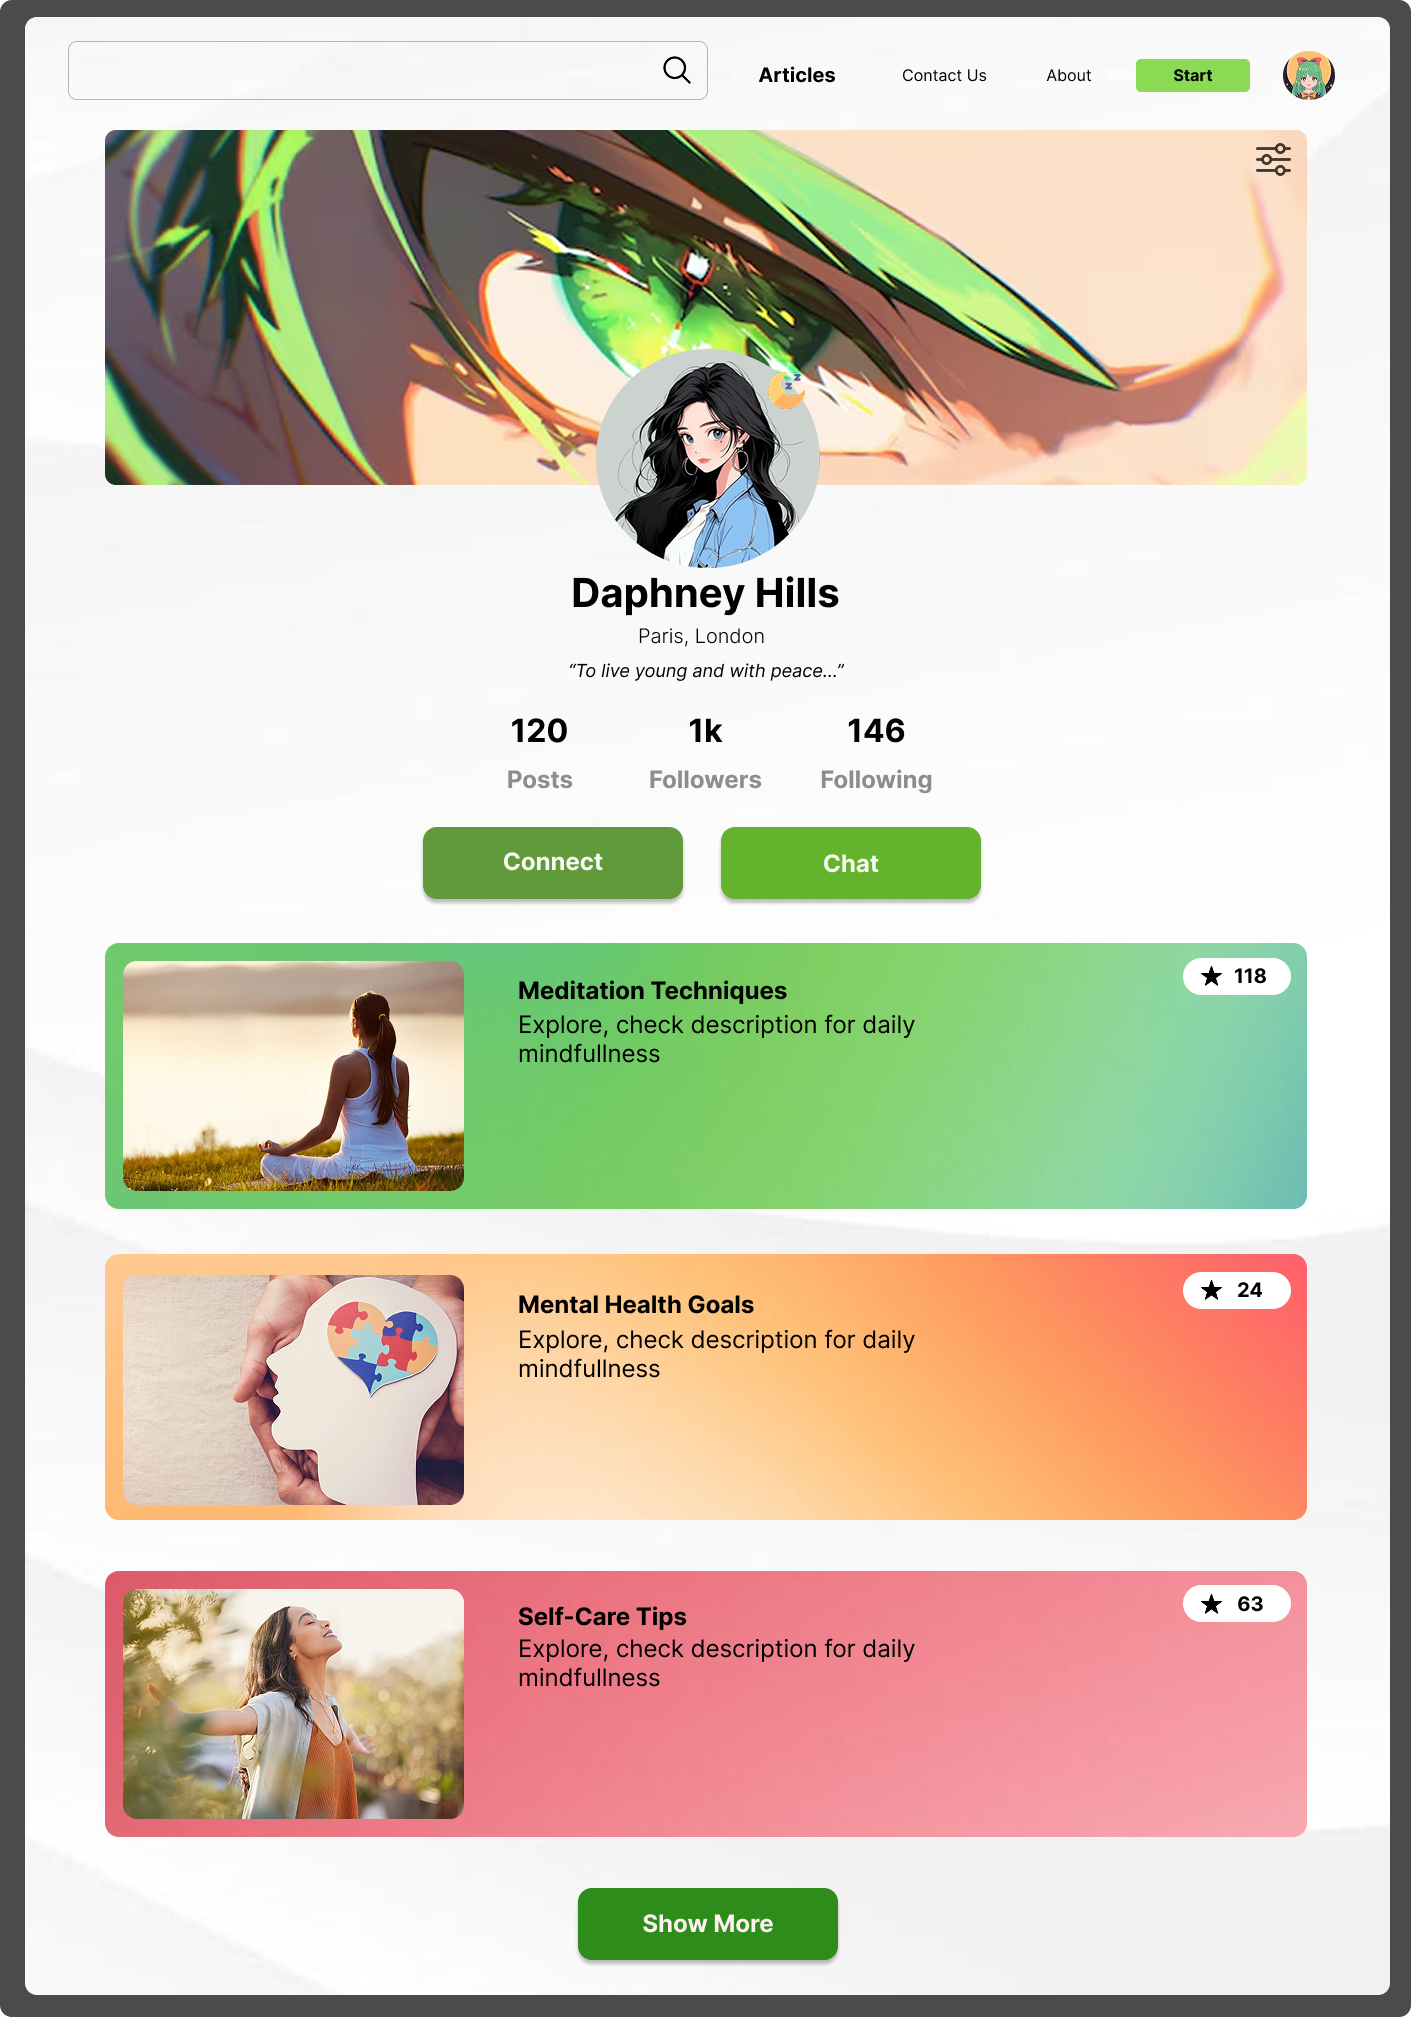 Articles
Contact Us
About
Start
z
z
Daphney Hills
Paris, London
“To live young and with peace...”
120
1k
146
Posts
Followers
Following
Connect
Chat
Meditation Techniques
118
Explore, check description for daily
mindfullness
Mental Health Goals
24
Explore, check description for daily
mindfullness
Self-Care Tips
63
Explore, check description for daily
mindfullness
Show More